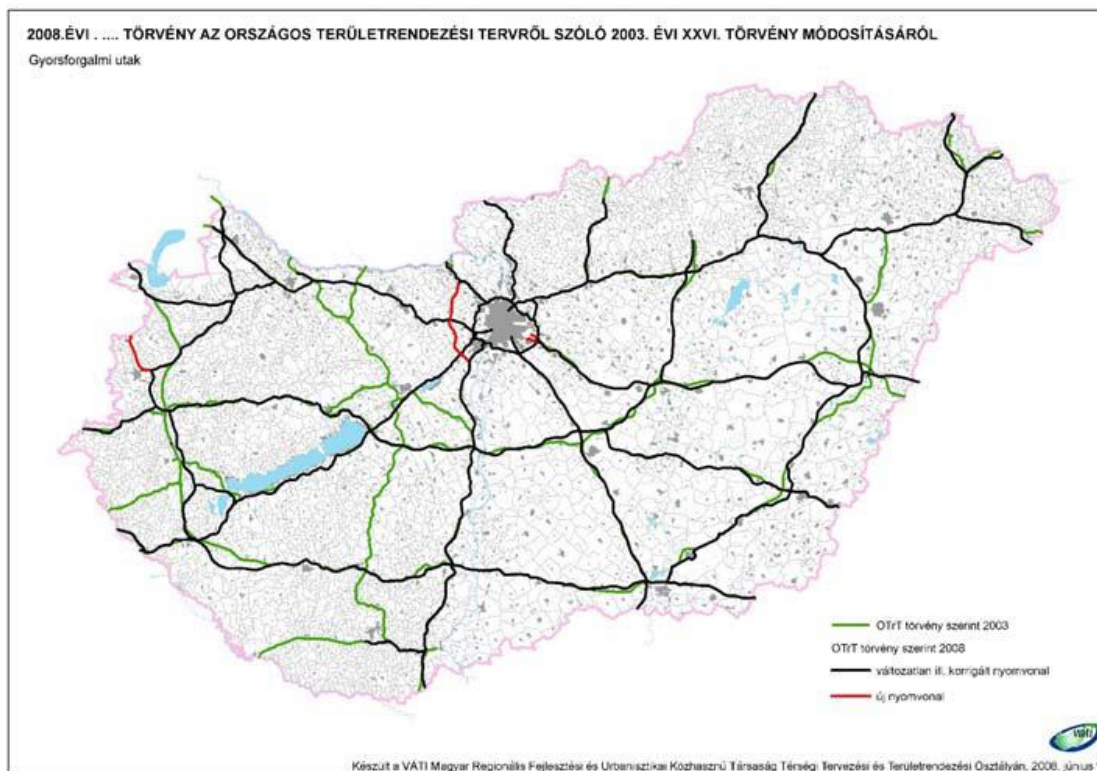 2008.ÉVI . .... TÖRVÉNY AZ ORSZÁGOS TERÜLETRENDEZÉSI TERVRŐL SZÓLÓ 2003. ÉVI XXVI. TÖRVÉNY MÓDOSÍTÁSÁRÓL
Gyorsforgalmi utak
OTrT törvény szerint 2003
OTrT törvény szerint 2008
változatlan ill. korrigált nyomvonal
új nyomvonal
VÁTI
Készült a VÁTI Magyar Regionális Fejlesztési és Urbanisztikai Közhasznú Társaság Térségi Tervezési és Területrendezési Osztályán, 2008. június